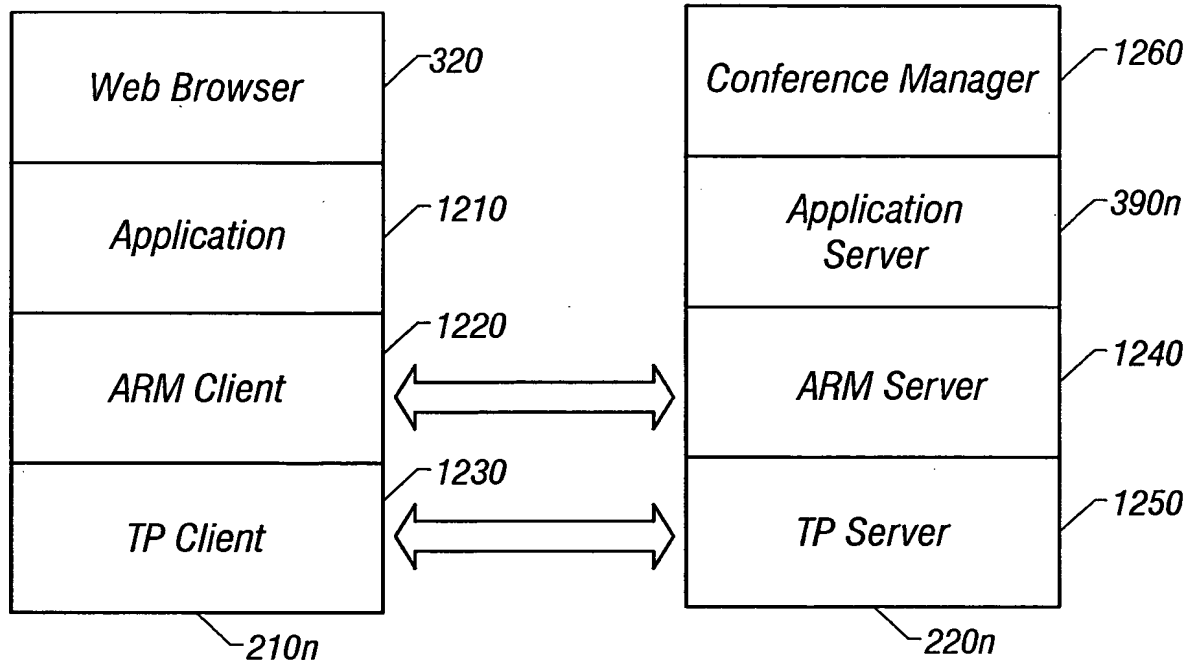 Web Browser
320
Application
1210
ARM Client
1220
TP Client
1230
210n
Conference Manager
1260
Application
Server
390n
ARM Server
1240
TP Server
1250
220n